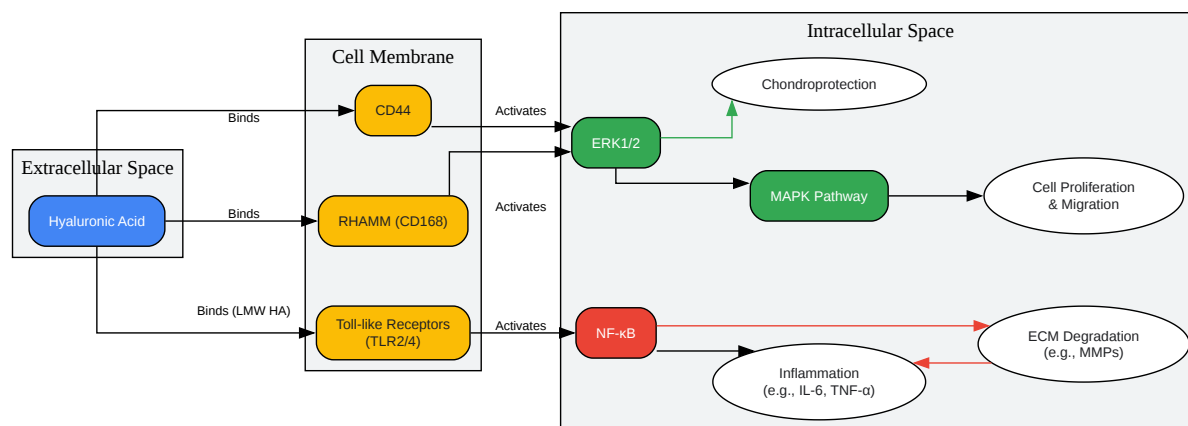 Extracellular Space
Hyaluronic Acid
Binds
Binds
Binds (LMW HA)
Cell Membrane
CD44
RHAMM (CD168)
Toll-like Receptors
(TLR2/4)
Activates
Activates
Activates
Intracellular Space
Chondroprotection
ERK1/2
MAPK Pathway
Cell Proliferation
& Migration
NF-κB
ECM Degradation
(e.g., MMPs)
Inflammation
(e.g., IL-6, TNF-α)